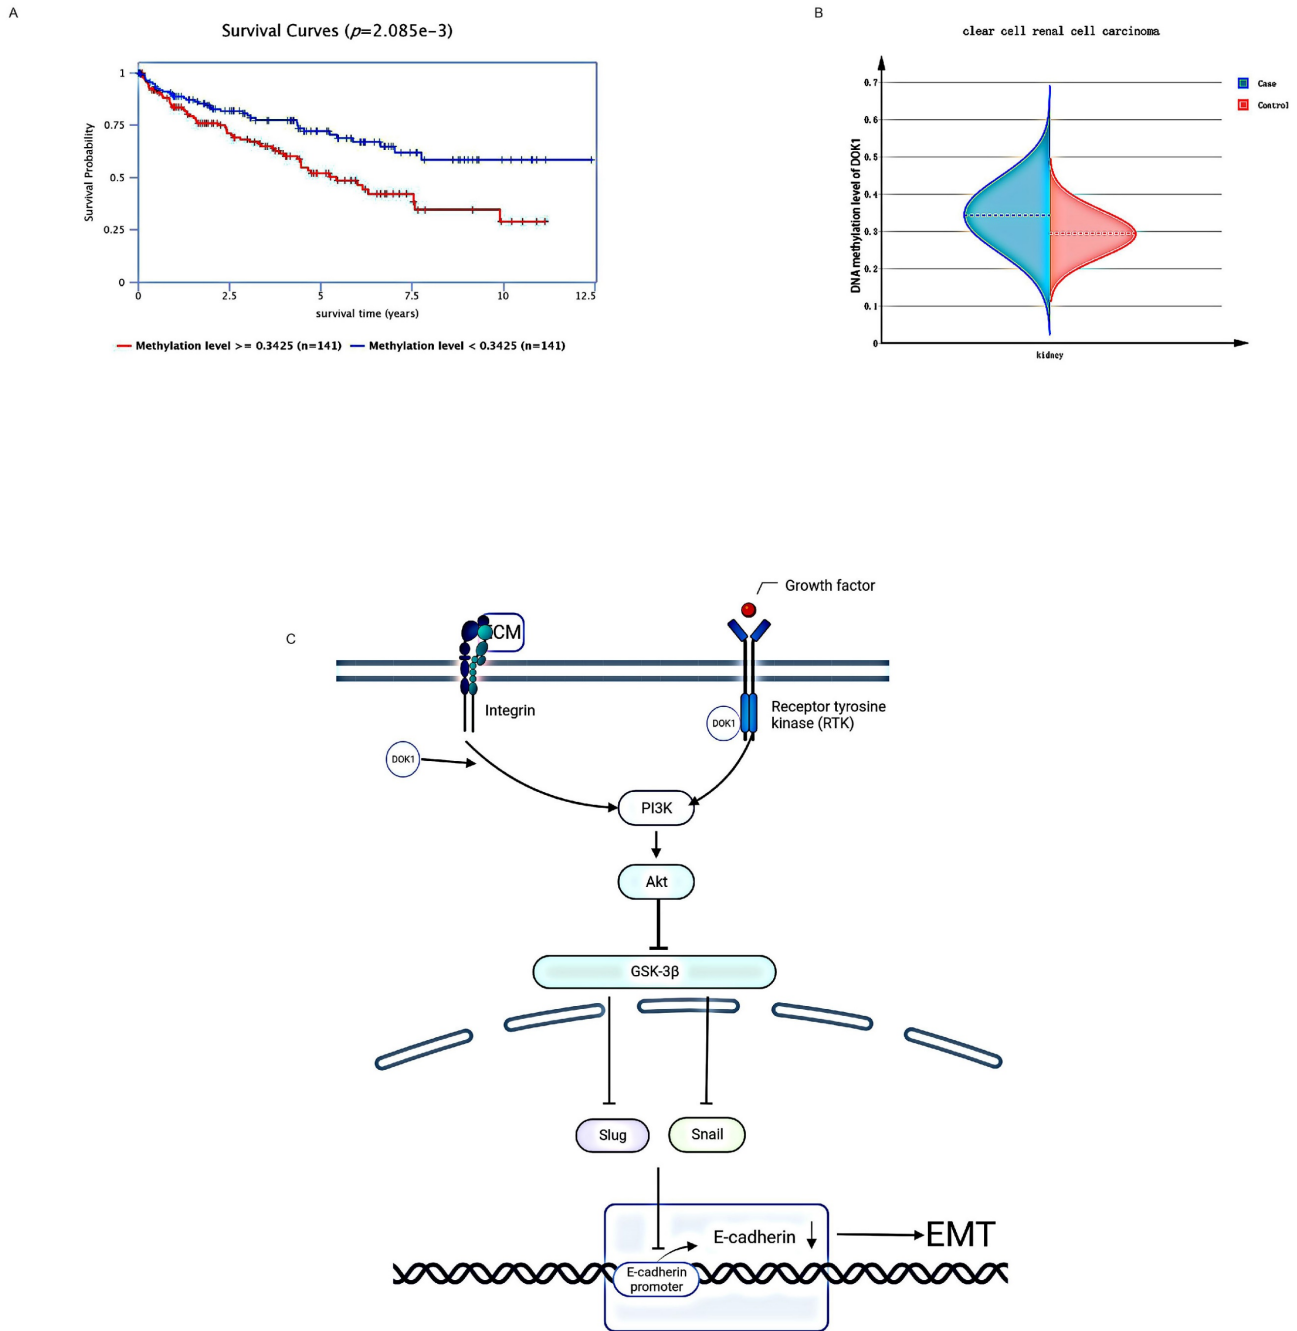 A
Survival Curves (p=2.085e-3)
Survival Probability
1
0.75
0.5
0.25
0
0
2.5
5
7.5
10
12.5
survival time (years)
Methylation level >= 0.3425 (n=141)
Methylation level < 0.3425 (n=141)
B
clear cell renal cell carcinoma
DNA methylation level of DOK1
0.7
0.6
0.5
0.4
0.3
0.2
0.1
0
kidney
Case
Control
C
Growth factor
CM
Integrin
DOK1
Receptor tyrosine
kinase (RTK)
DOK1
PI3K
Akt
GSK-3β
Slug
Snail
E-cadherin
EMT
E-cadherin
promoter